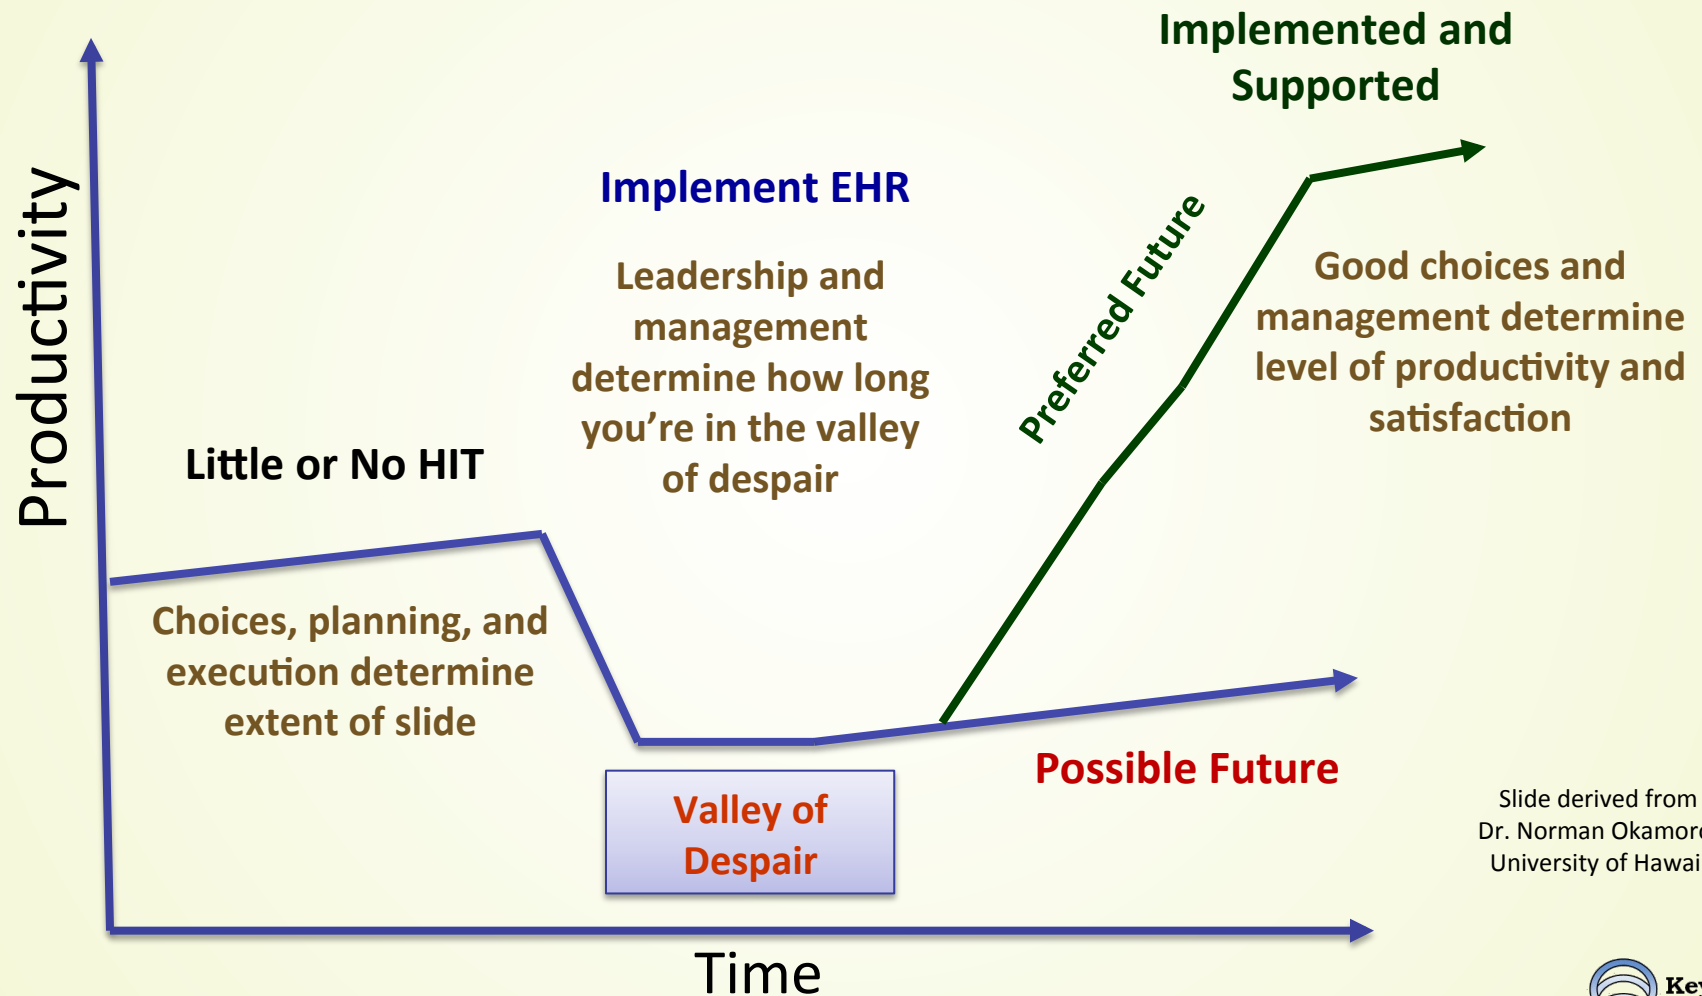 Implemented and
Supported
Productivity
Implement EHR
Leadership and
management
determine how long
you're in the valley
of despair
Preferred Future
Good choices and
management determine
level of productivity and
satisfaction
Little or No HIT
Choices, planning, and
execution determine
extent of slide
Valley of
Despair
Possible Future
Slide derived from
Dr. Norman Okamoro
University of Hawai
Time